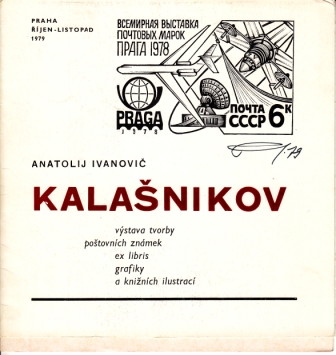 PRAHA
ŘÍJEN-LISTOPAD
1979
ВСЕМИРНАЯ ВЫСТАВКА
ПОЧТОВЫХ МАРОК
ПРАГА 1978
PRAGA
1978
ПОЧТА
СССР 6к
ANATOLIJ IVANOVIČ
KALAŠNIKOV
výstava tvorby
poštovních známek
ex libris
grafiky
a knižních ilustrací